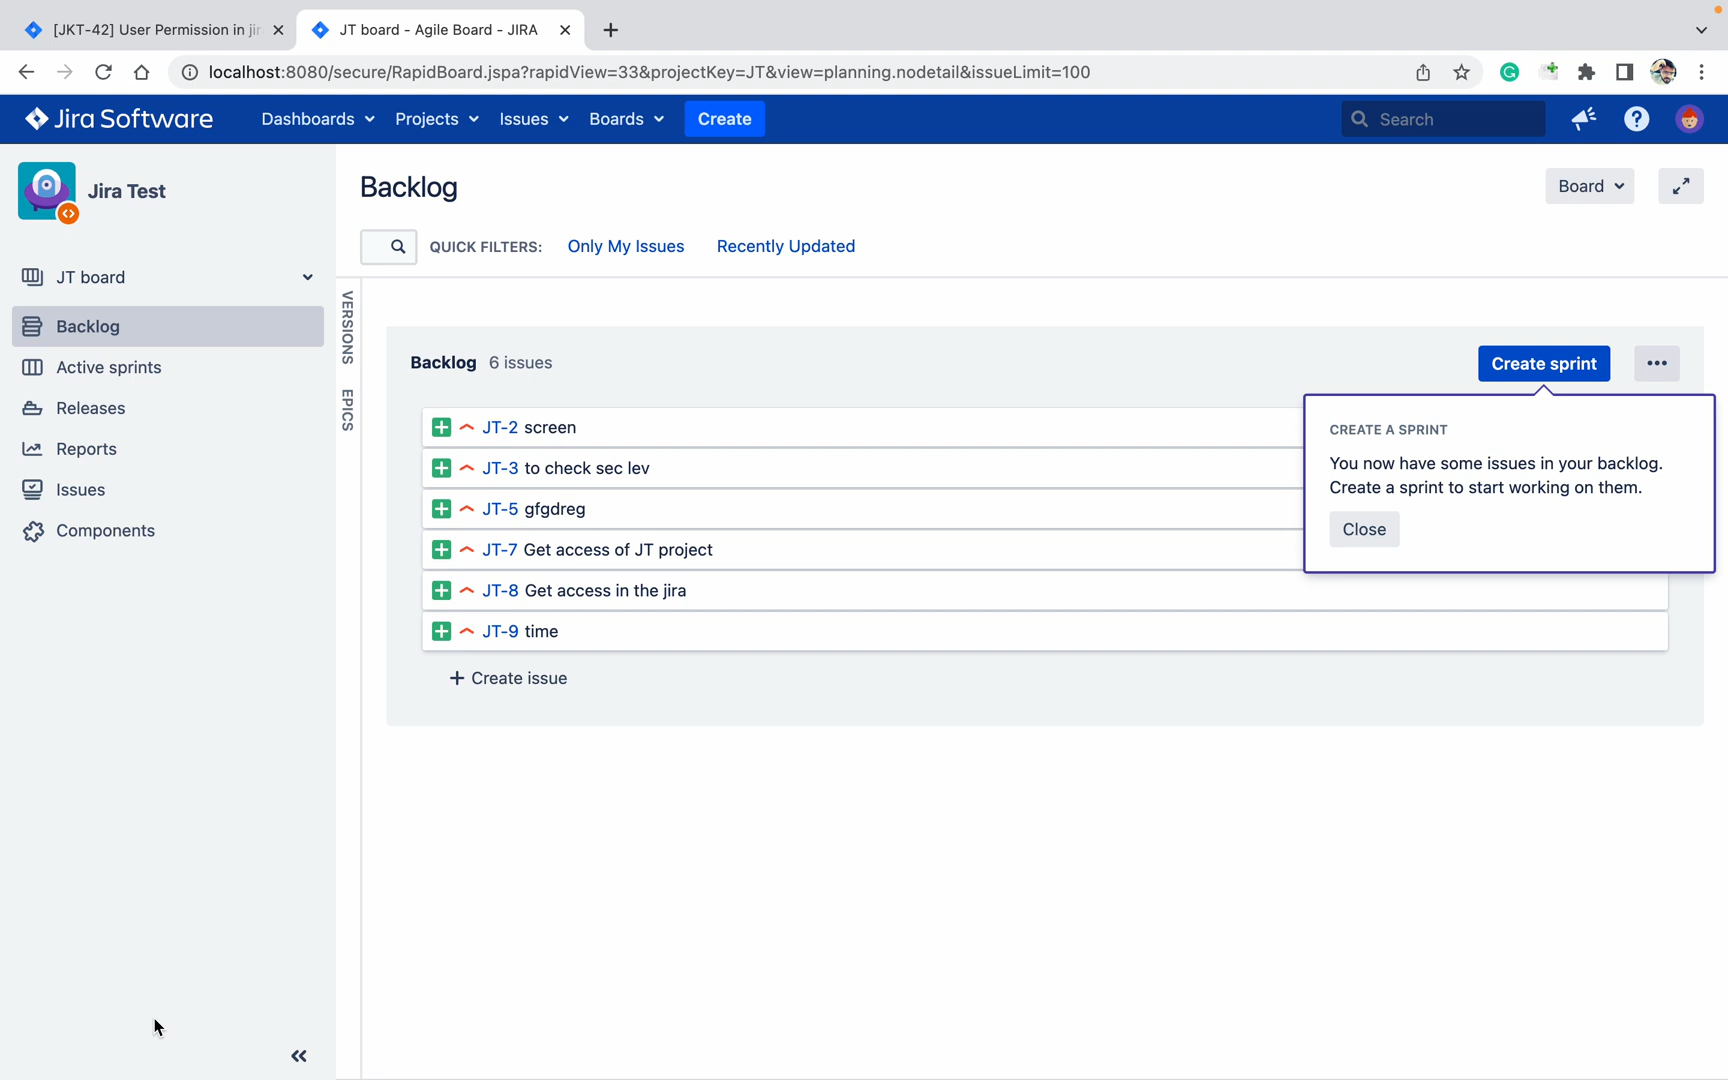 [JKT-42] User Permission in jir
JT board - Agile Board - JIRA
localhost:8080/secure/RapidBoard.jspa?rapidView=33&projectKey=JT&view=planning.nodetail&issueLimit=100
Jira Software
Dashboards
Projects
Issues
Boards
Create
Search
Jira Test
JT board
Backlog
Active sprints
Releases
Reports
Issues
Components
Backlog
Board
QUICK FILTERS:
Only My Issues
Recently Updated
VERSIONS
EPICS
Backlog 6 issues
Create sprint
JT-2 screen
JT-3 to check sec lev
JT-5 gfgdreg
JT-7 Get access of JT project
JT-8 Get access in the jira
JT-9 time
+ Create issue
CREATE A SPRINT
You now have some issues in your backlog.
Create a sprint to start working on them.
Close